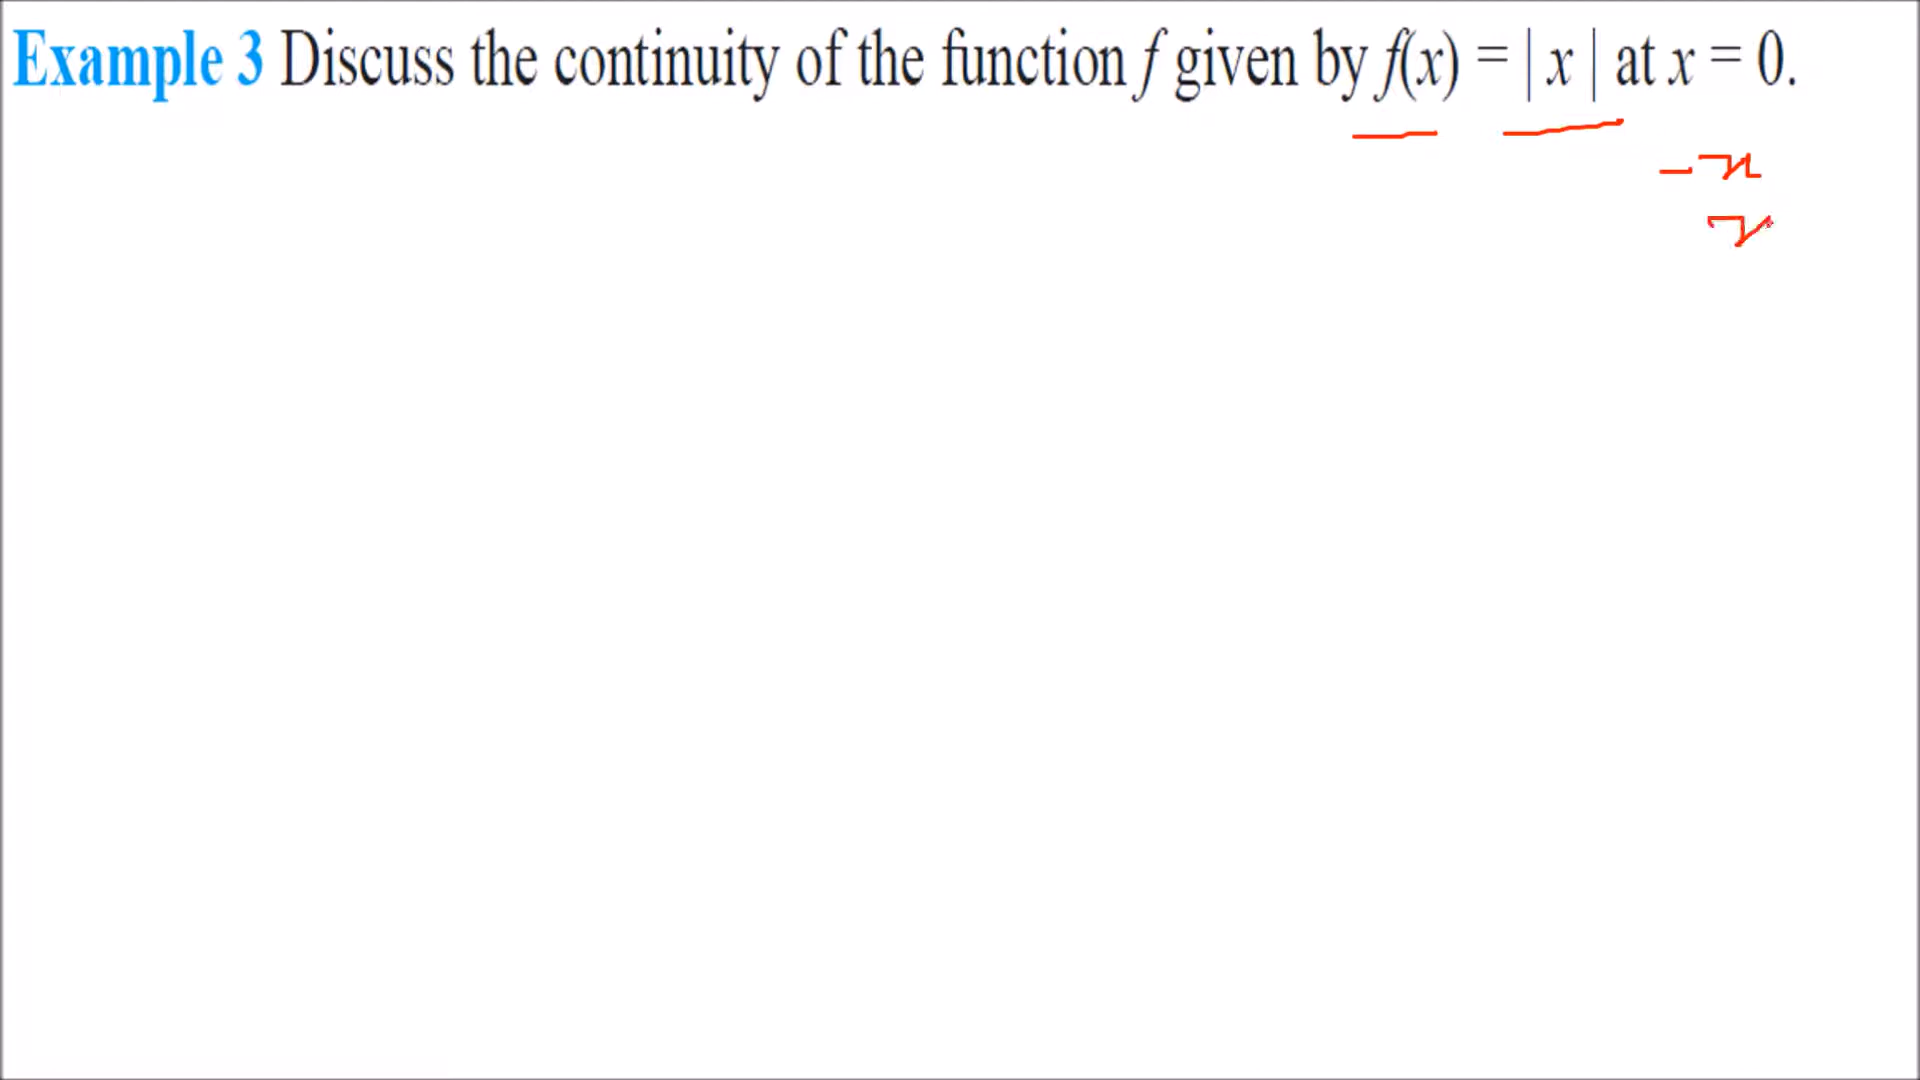 Example 3 Discuss the continuity of the function f given by f(x) = | x | at x = 0.
-x
x